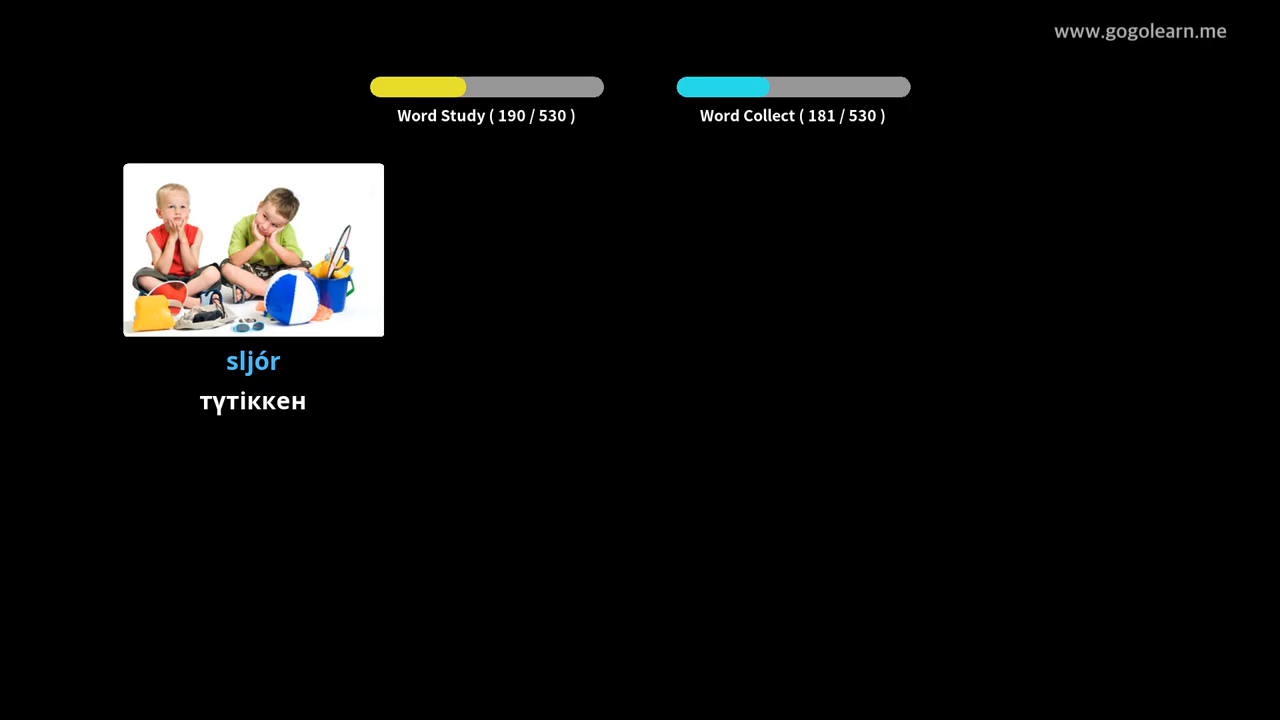 www.gogolearn.me
Word Study ( 190 / 530 )
Word Collect ( 181 / 530 )
sljór
түтіккен